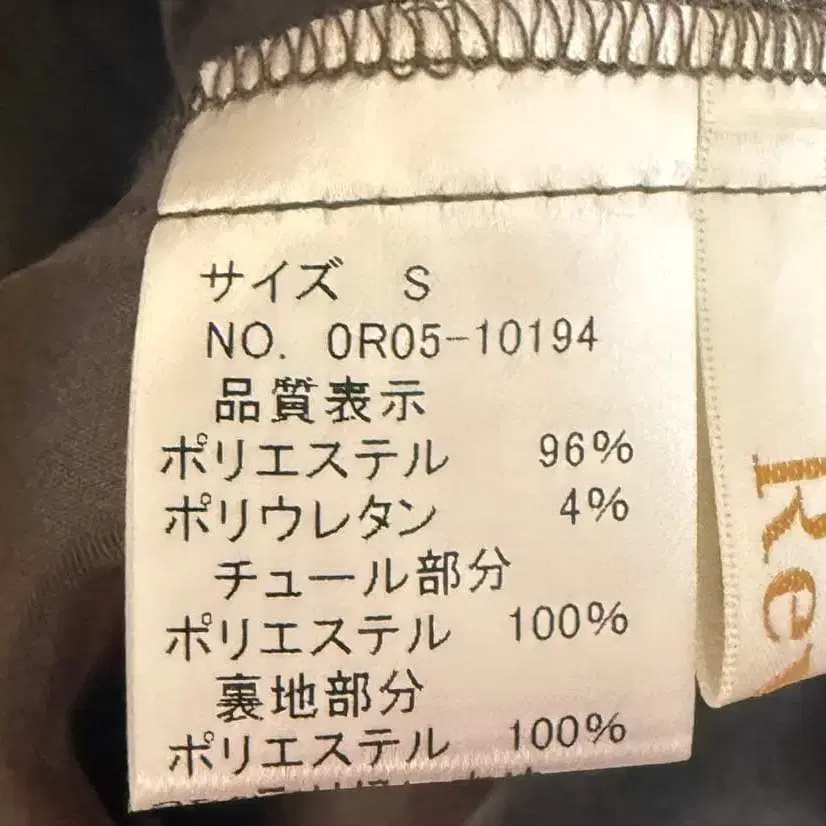 サイズ S
NO. 0R05-10194
品質表示
ポリエステル 96%
ポリウレタン 4%
チュール部分
ポリエステル 100%
裏地部分
ポリエステル 100%